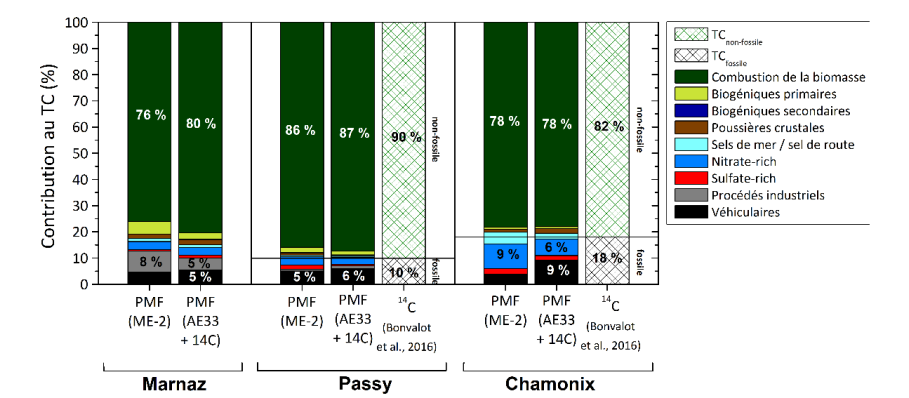 Contribution au TC (%)
100
90
80
70
60
50
40
30
20
10
0
76 %
8 %
80 %
5 %
5 %
86 %
5 %
87 %
6 %
90 %
10 %
non-fossile
fossile
78 %
9 %
78 %
6 %
9 %
82 %
18 %
non-fossile
fossile
TC non-fossile
TC fossile
Combustion de la biomasse
Biogéniques primaires
Biogéniques secondaires
Poussières crustales
Sels de mer / sel de route
Nitrate-rich
Sulfate-rich
Procédés industriels
Véhiculaires
PMF
(ME-2)
PMF
(AE33
+ 14C)
PMF
(ME-2)
PMF
(AE33
+ 14C)
14C
(Bonvalot
et al., 2016)
PMF
(ME-2)
PMF
(AE33
+ 14C)
14C
(Bonvalot
et al., 2016)
Marnaz
Passy
Chamonix